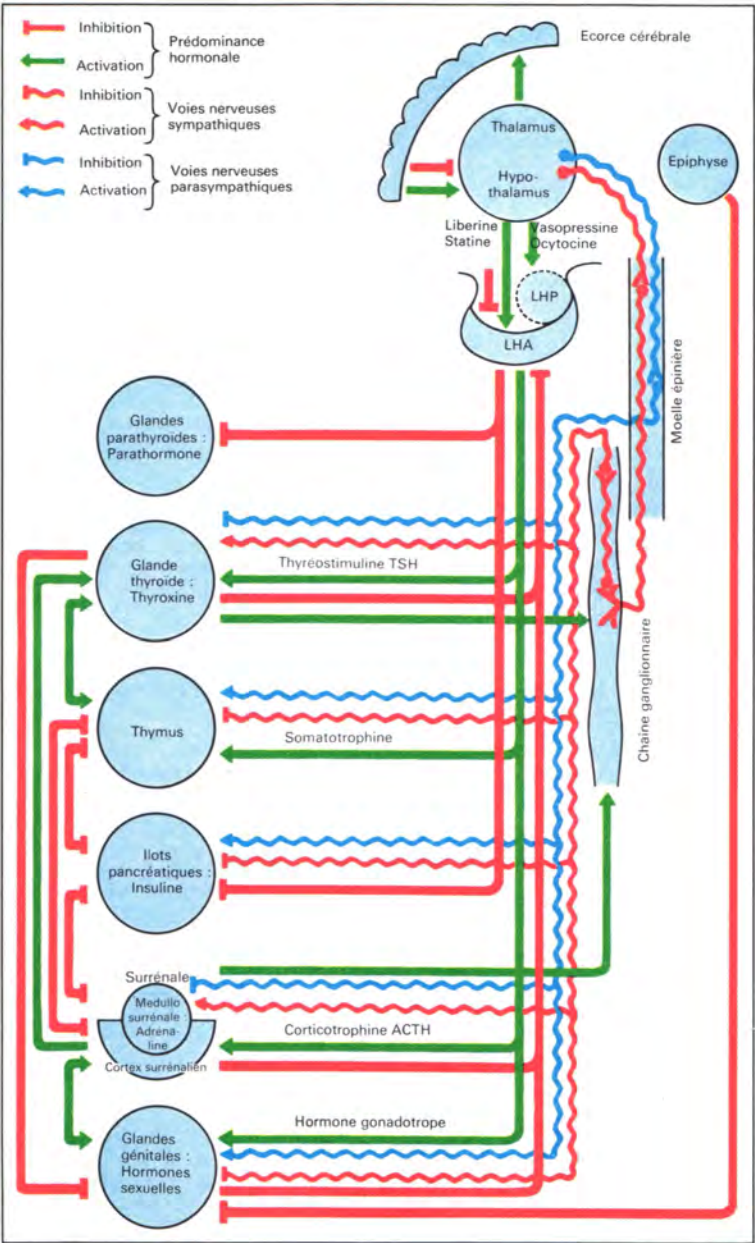 Inhibition
Activation
Prédominance
hormonale
Inhibition
Activation
Voies nerveuses
sympathiques
Inhibition
Activation
Voies nerveuses
parasympathiques
Ecorce cérébrale
Thalamus
Hypo-
thalamus
Epiphyse
Liberine
Statine
Vasopressine
Ocytocine
LHP
LHA
Moelle épinière
Glandes
parathyroïdes :
Parathormone
Glande
thyroïde :
Thyroxine
Thyréostimuline TSH
Chaîne ganglionnaire
Thymus
Somatotrophine
Ilots
pancréatiques :
Insuline
Surrénale
Medullo
surrénale :
Adréna-
line
Corticotrophine ACTH
Cortex surrénalien
Hormone gonadotrope
Glandes
génitales :
Hormones
sexuelles